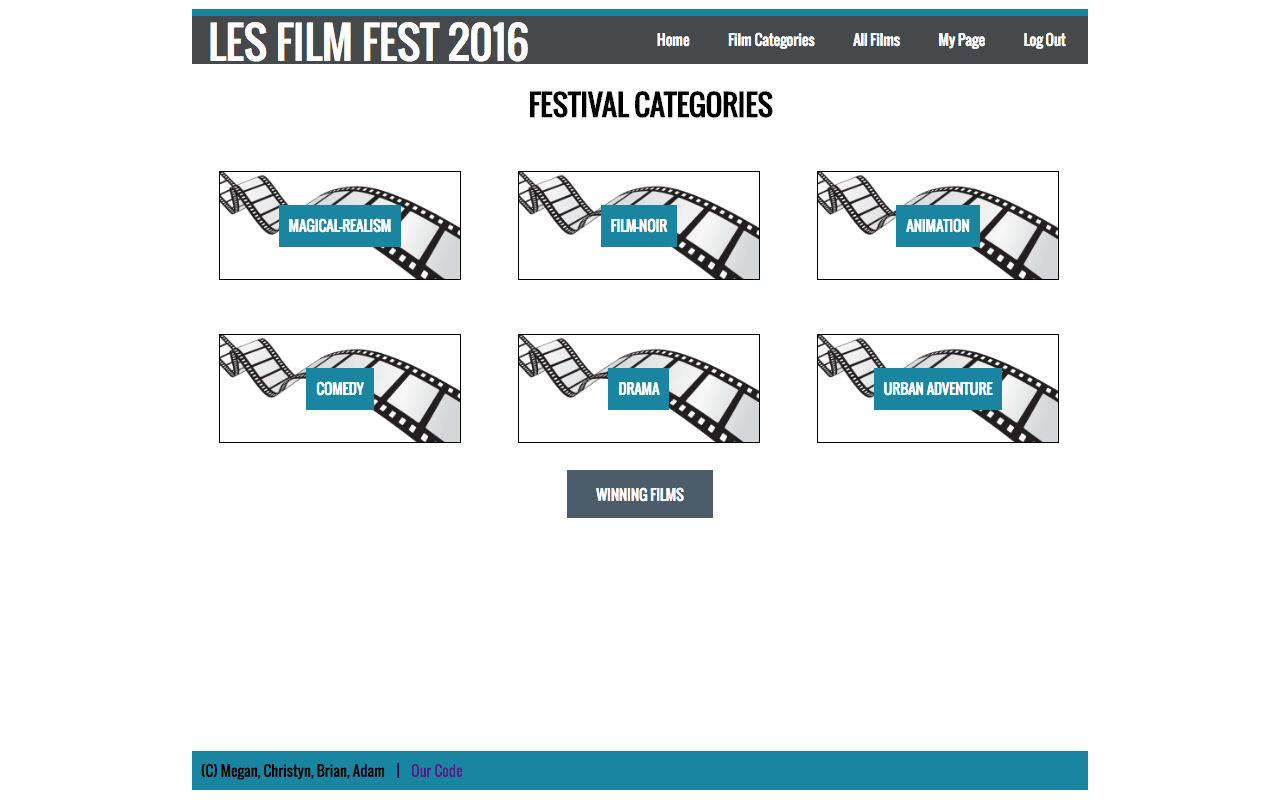 LES FILM FEST 2016
Home Film Categories All Films My Page Log Out
FESTIVAL CATEGORIES
MAGICAL-REALISM
FILM-NOIR
ANIMATION
COMEDY
DRAMA
URBAN ADVENTURE
WINNING FILMS
(C) Megan, Christyn, Brian, Adam | Our Code